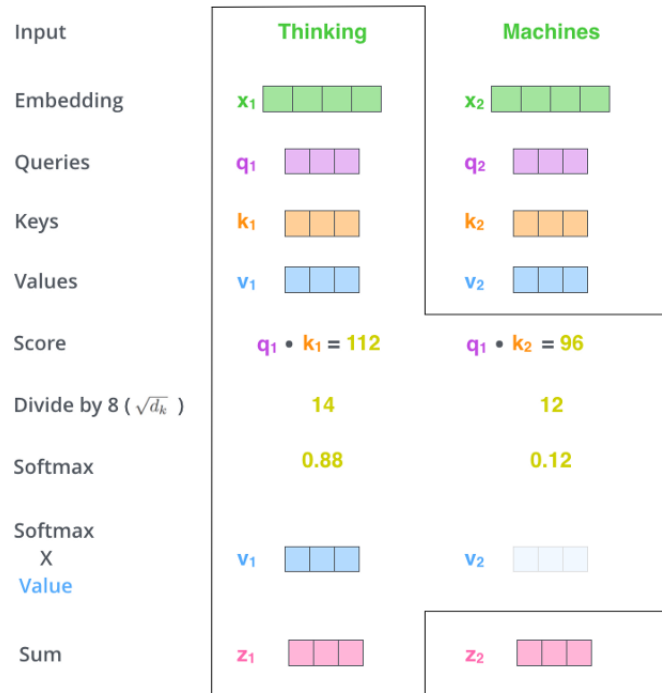 Input Thinking Machines
Embedding x₁ x₂
Queries q₁ q₂
Keys k₁ k₂
Values v₁ v₂
Score q₁ • k₁ = 112 q₁ • k₂ = 96
Divide by 8 ( √dₖ ) 14 12
Softmax 0.88 0.12
Softmax
X v₁ v₂
Value
Sum z₁ z₂